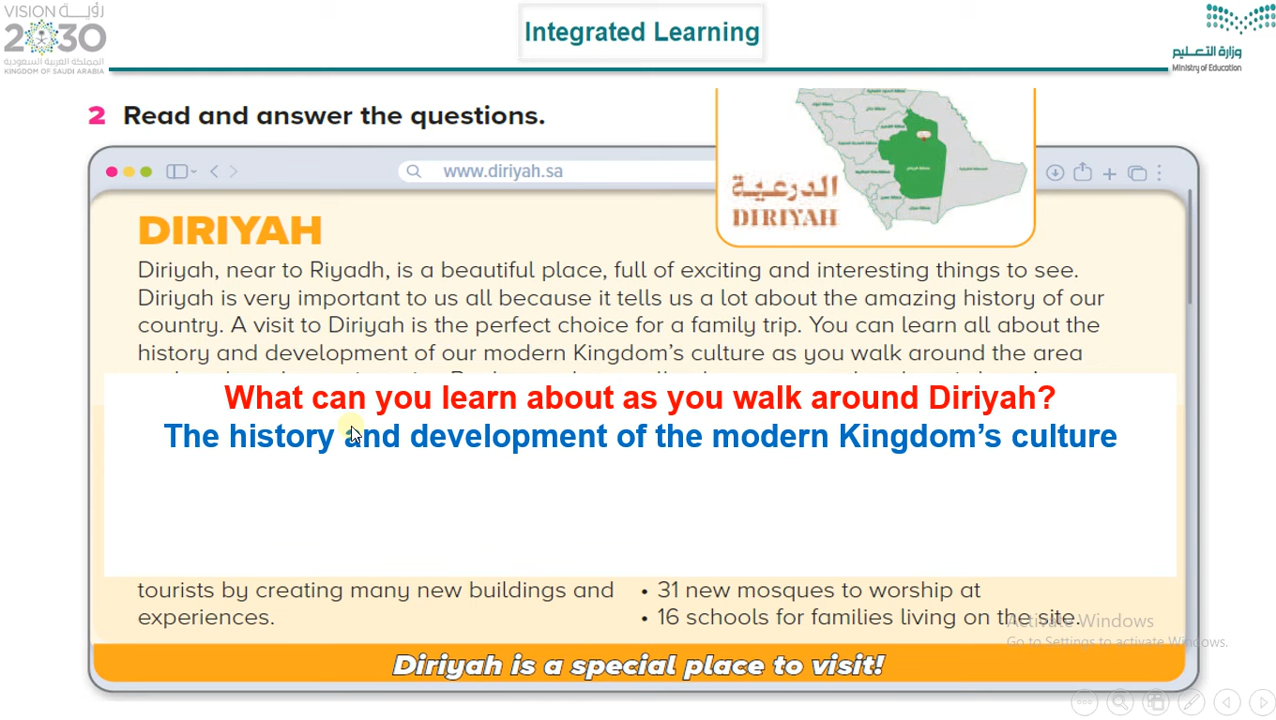 VISION رؤيــة
2030
المملكة العربية السعودية
KINGDOM OF SAUDI ARABIA
Integrated Learning
وزارة التعليم
Ministry of Education
2 Read and answer the questions.
www.diriyah.sa
الدرعية
DIRIYAH
DIRIYAH
Diriyah, near to Riyadh, is a beautiful place, full of exciting and interesting things to see.
Diriyah is very important to us all because it tells us a lot about the amazing history of our
country. A visit to Diriyah is the perfect choice for a family trip. You can learn all about the
history and development of our modern Kingdom's culture as you walk around the area
What can you learn about as you walk around Diriyah?
The history and development of the modern Kingdom's culture
tourists by creating many new buildings and
experiences.
• 31 new mosques to worship at
• 16 schools for families living on the site.
Activate Windows
Go to Settings to activate Windows.
Diriyah is a special place to visit!